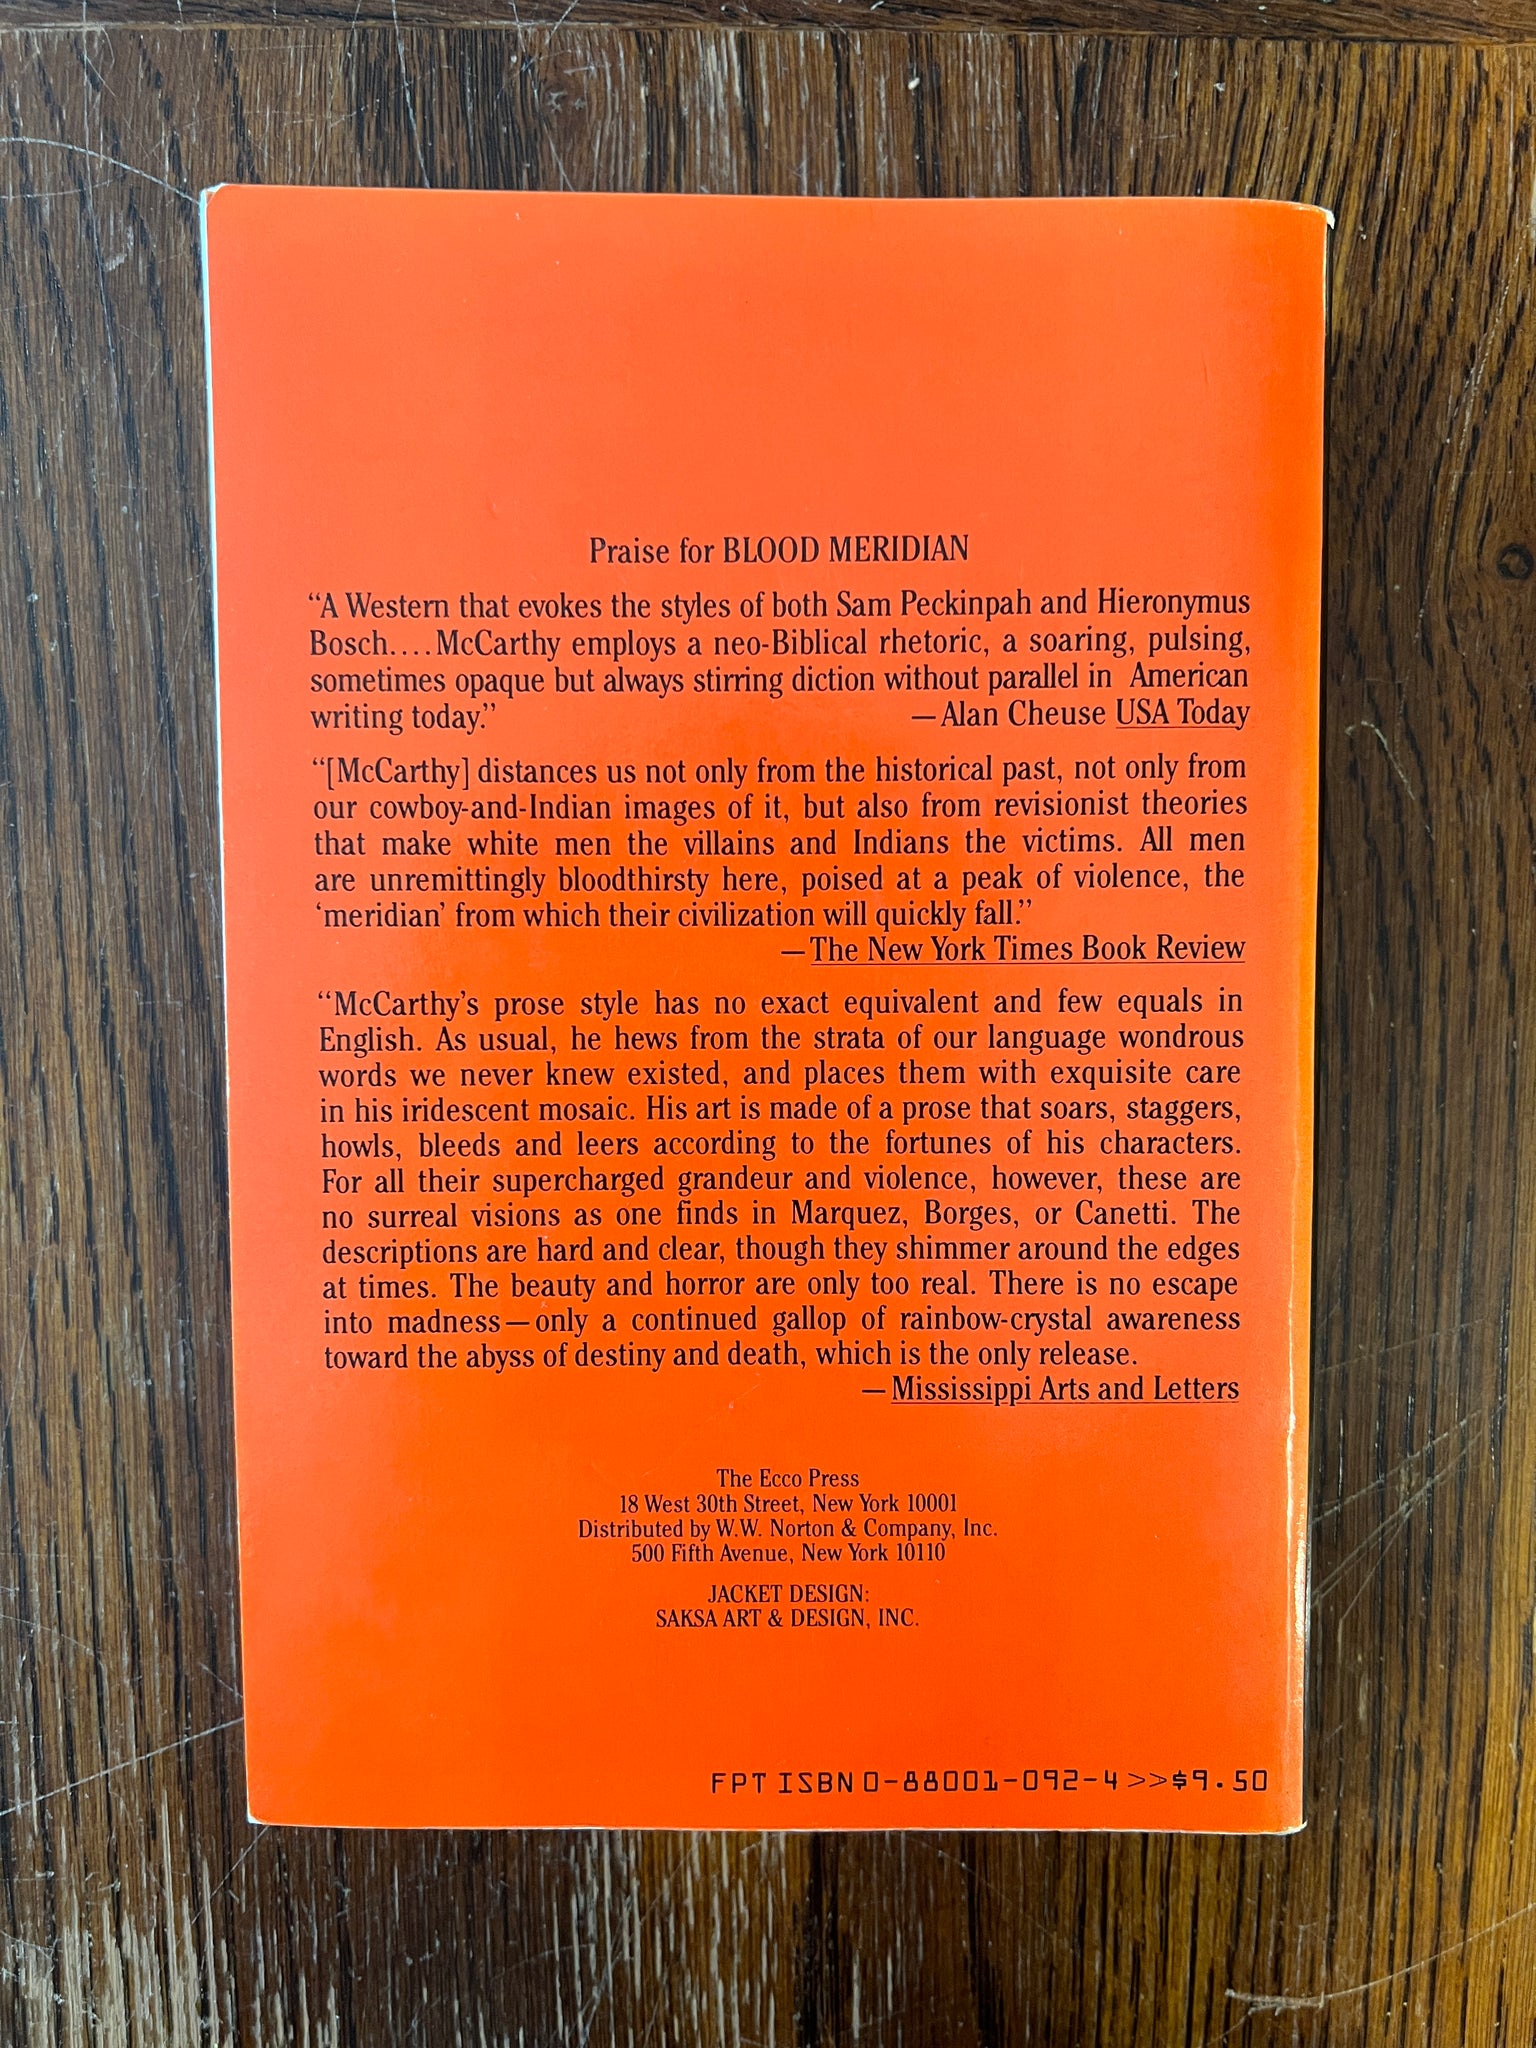 Praise for BLOOD MERIDIAN
“A Western that evokes the styles of both Sam Peckinpah and Hieronymus
Bosch....McCarthy employs a neo-Biblical rhetoric, a soaring, pulsing,
sometimes opaque but always stirring diction without parallel in American
writing today.” —Alan Cheuse USA Today
“[McCarthy] distances us not only from the historical past, not only from
our cowboy-and-Indian images of it, but also from revisionist theories
that make white men the villains and Indians the victims. All men
are unremittingly bloodthirsty here, poised at a peak of violence, the
‘meridian’ from which their civilization will quickly fall.”
—The New York Times Book Review
“McCarthy’s prose style has no exact equivalent and few equals in
English. As usual, he hews from the strata of our language wondrous
words we never knew existed, and places them with exquisite care
in his iridescent mosaic. His art is made of a prose that soars, staggers,
howls, bleeds and leers according to the fortunes of his characters.
For all their supercharged grandeur and violence, however, these are
no surreal visions as one finds in Marquez, Borges, or Canetti. The
descriptions are hard and clear, though they shimmer around the edges
at times. The beauty and horror are only too real. There is no escape
into madness—only a continued gallop of rainbow-crystal awareness
toward the abyss of destiny and death, which is the only release.
—Mississippi Arts and Letters
The Ecco Press
18 West 30th Street, New York 10001
Distributed by W.W. Norton & Company, Inc.
500 Fifth Avenue, New York 10110
JACKET DESIGN:
SAKSA ART & DESIGN, INC.
FPT ISBN 0-88001-092-4 >>$9.50